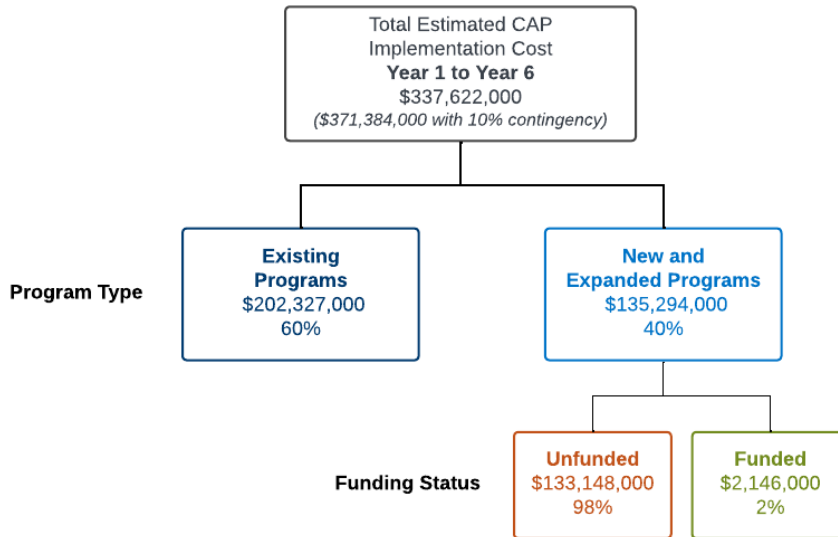 Total Estimated CAP
Implementation Cost
Year 1 to Year 6
$337,622,000
($371,384,000 with 10% contingency)
Program Type
Existing
Programs
$202,327,000
60%
New and
Expanded Programs
$135,294,000
40%
Funding Status
Unfunded
$133,148,000
98%
Funded
$2,146,000
2%